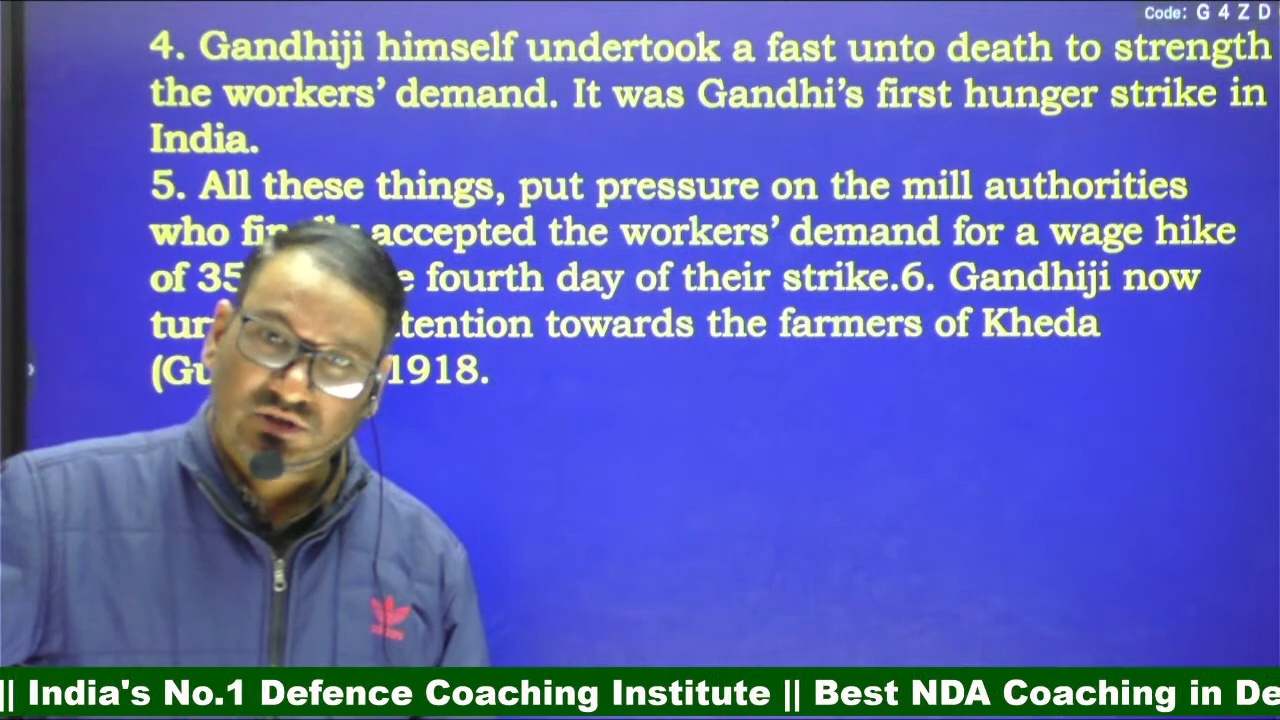 Code: G 4 Z D
4. Gandhiji himself undertook a fast unto death to strength
the workers' demand. It was Gandhi's first hunger strike in
India.
5. All these things, put pressure on the mill authorities
who accepted the workers' demand for a wage hike
of 35 fourth day of their strike.6. Gandhiji now
towards the farmers of Kheda
1918.
|| India's No.1 Defence Coaching Institute || Best NDA Coaching in De